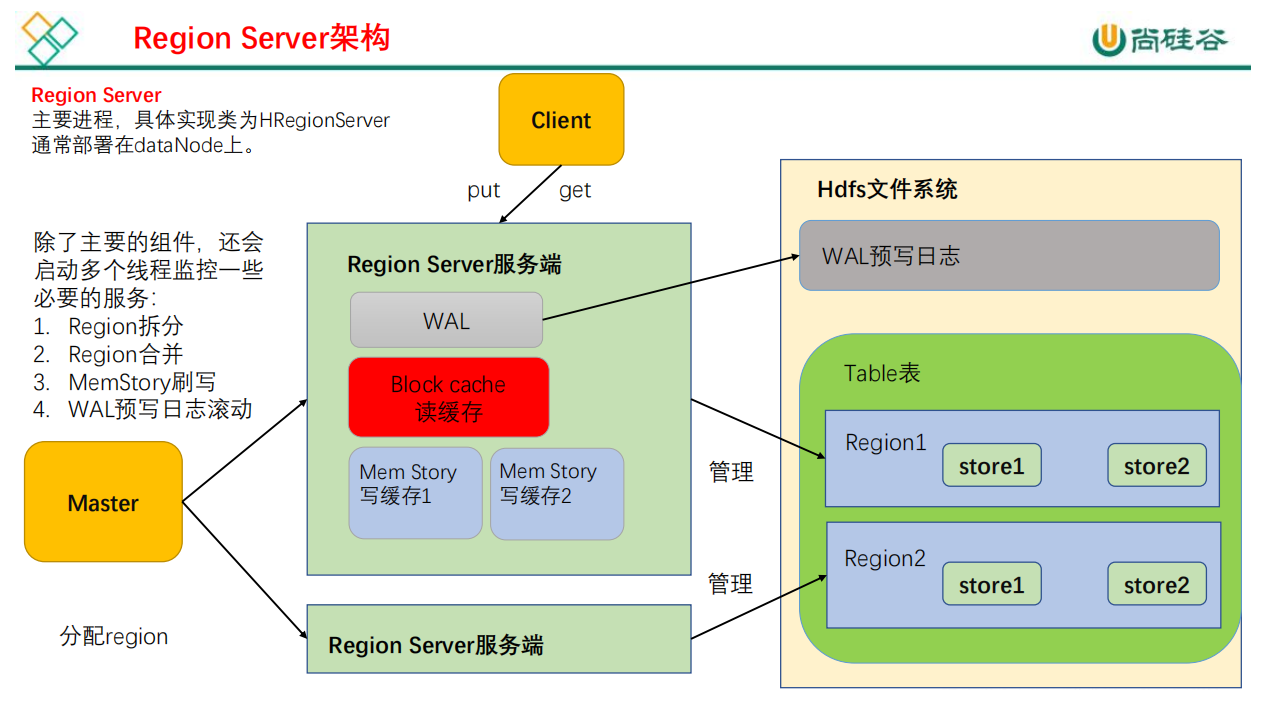 Region Server架构
尚硅谷
Region Server
主要进程，具体实现类为HRegionServer
通常部署在dataNode上。
Client
put
get
Hdfs文件系统
WAL预写日志
除了主要的组件，还会
启动多个线程监控一些
必要的服务：
1. Region拆分
2. Region合并
3. MemStory刷写
4. WAL预写日志滚动
Region Server服务端
WAL
Block cache
读缓存
Mem Story
写缓存1
Mem Story
写缓存2
Table表
Region1
store1
store2
管理
Master
Region2
store1
store2
管理
分配region
Region Server服务端